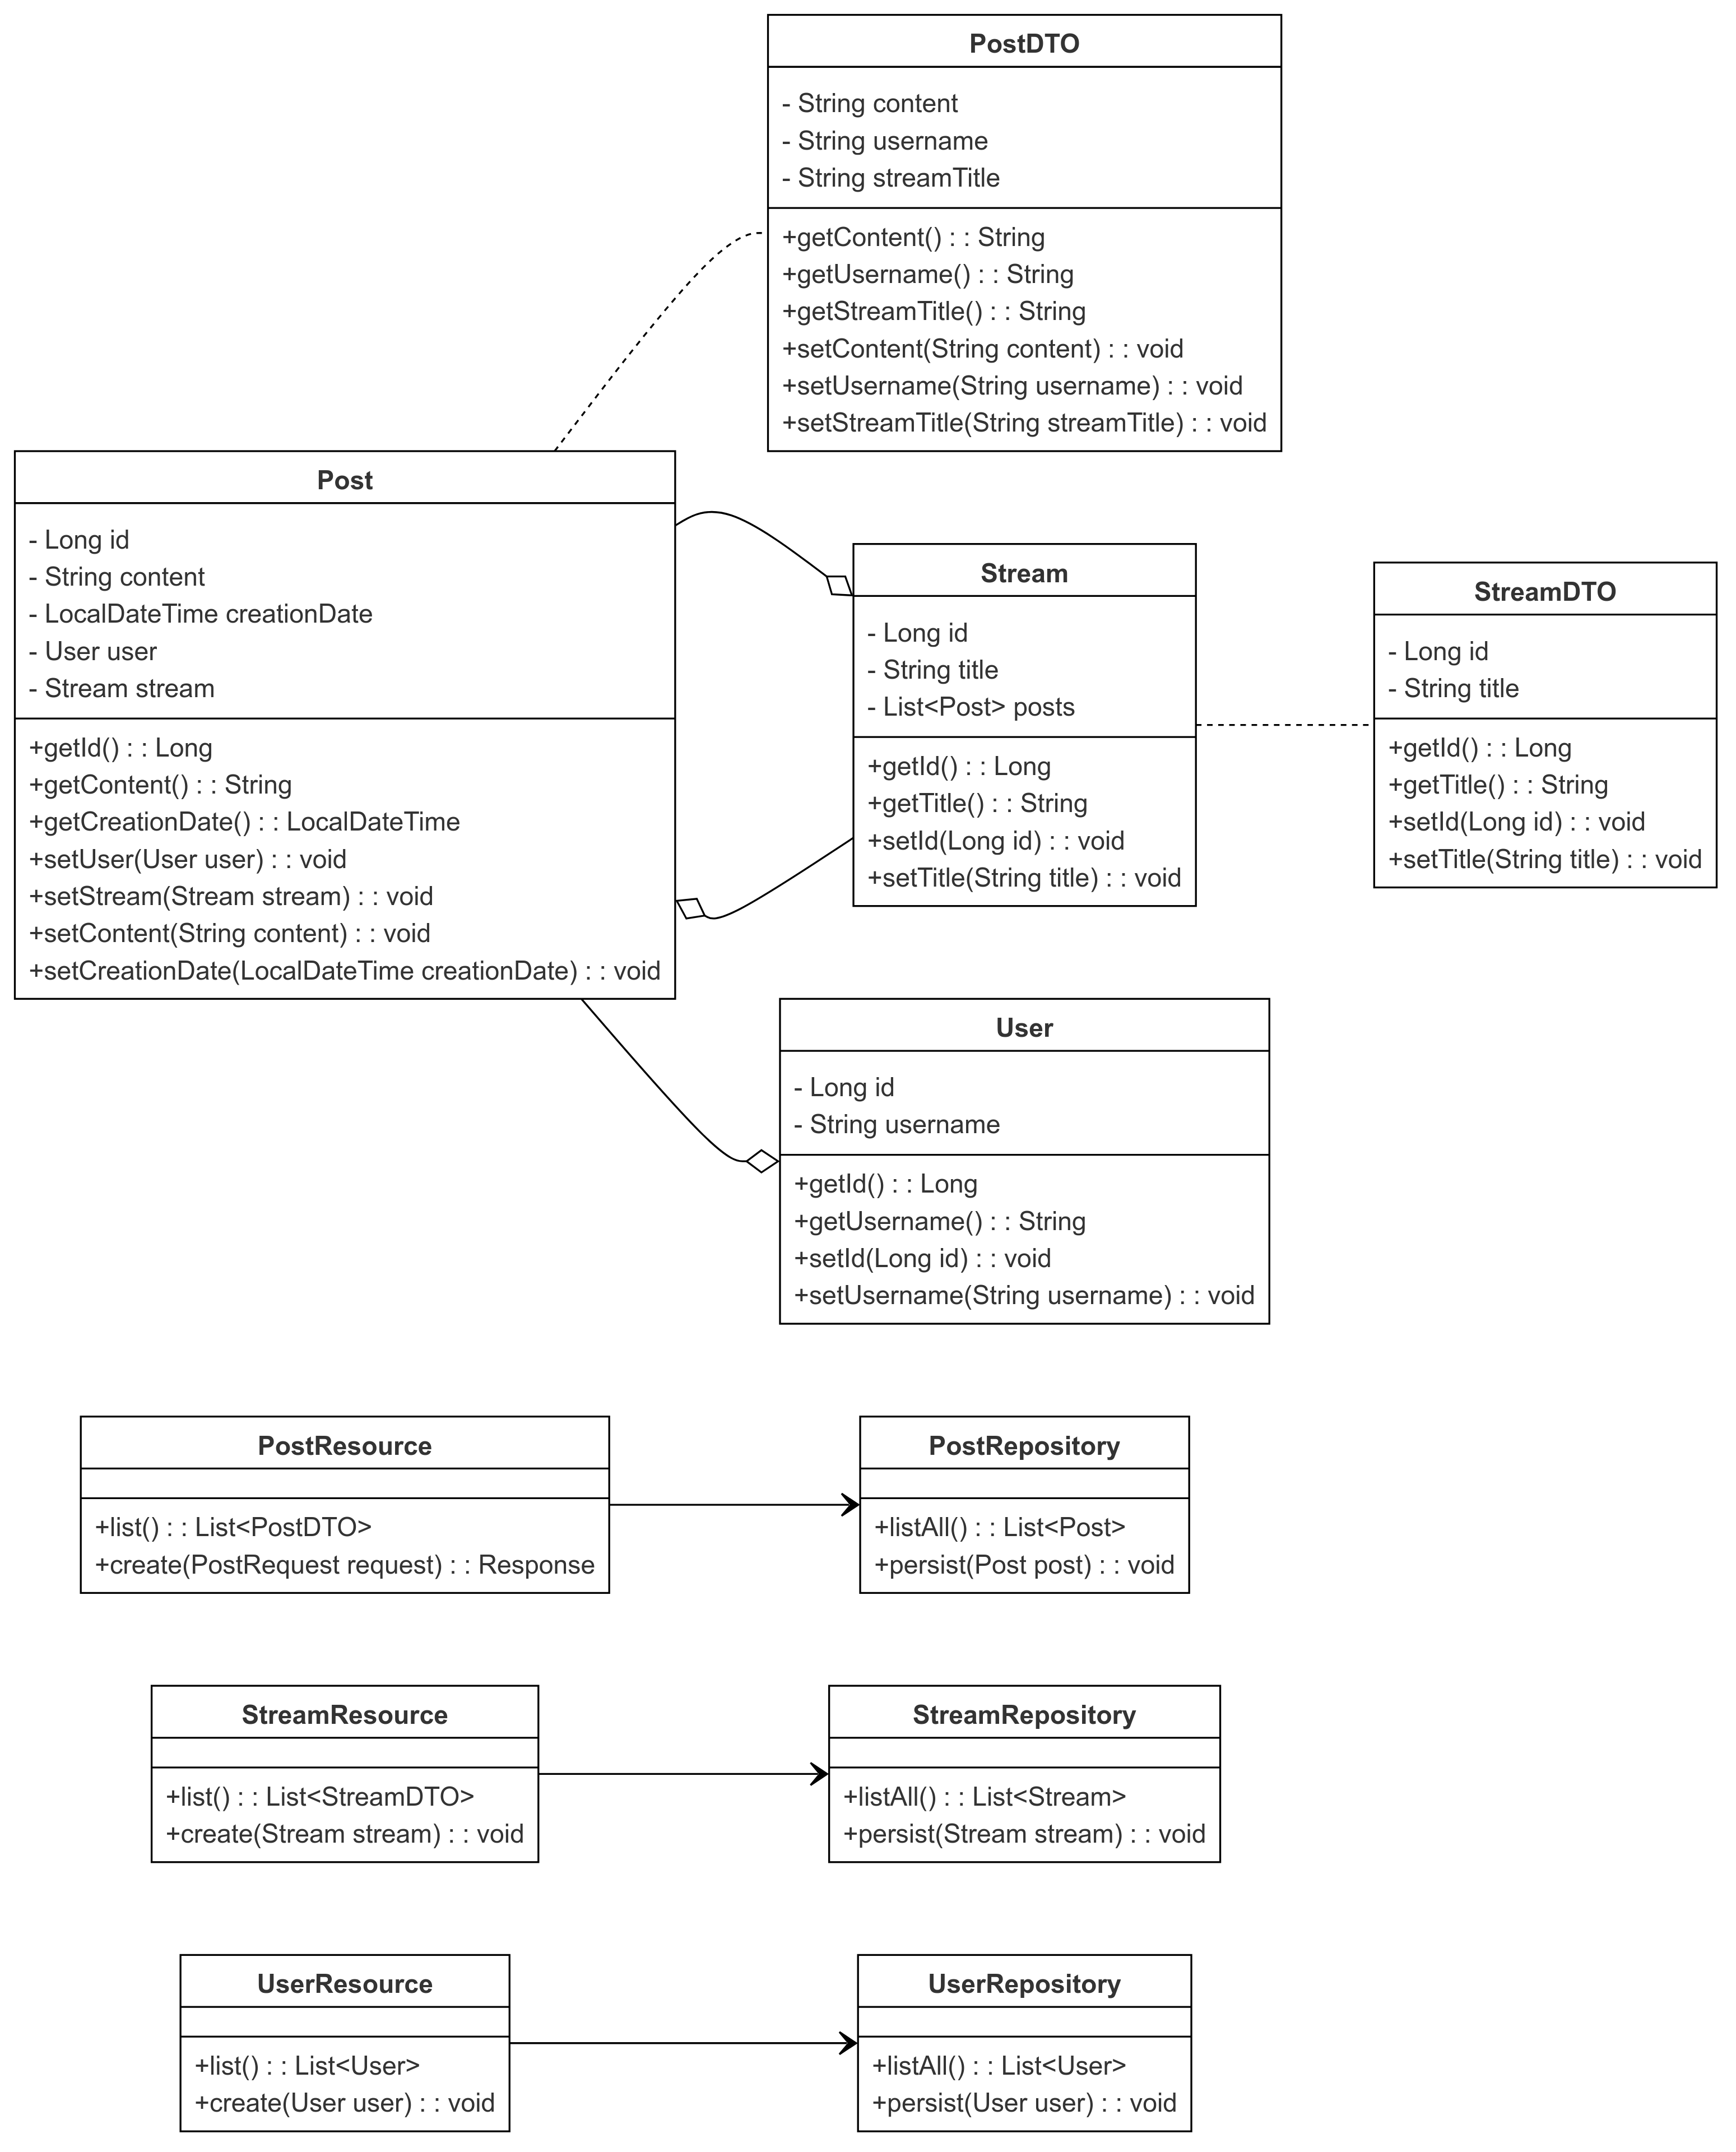 PostDTO
- String content
- String username
- String streamTitle
+getContent() : : String
+getUsername() : : String
+getStreamTitle() : : String
+setContent(String content) : : void
+setUsername(String username) : : void
+setStreamTitle(String streamTitle) : : void
Post
- Long id
- String content
- LocalDateTime creationDate
- User user
- Stream stream
+getId() : : Long
+getContent() : : String
+getCreationDate() : : LocalDateTime
+setUser(User user) : : void
+setStream(Stream stream) : : void
+setContent(String content) : : void
+setCreationDate(LocalDateTime creationDate) : : void
Stream
- Long id
- String title
- List<Post> posts
+getId() : : Long
+getTitle() : : String
+setId(Long id) : : void
+setTitle(String title) : : void
StreamDTO
- Long id
- String title
+getId() : : Long
+getTitle() : : String
+setId(Long id) : : void
+setTitle(String title) : : void
User
- Long id
- String username
+getId() : : Long
+getUsername() : : String
+setId(Long id) : : void
+setUsername(String username) : : void
PostResource
+list() : : List<PostDTO>
+create(PostRequest request) : : Response
PostRepository
+listAll() : : List<Post>
+persist(Post post) : : void
StreamResource
+list() : : List<StreamDTO>
+create(Stream stream) : : void
StreamRepository
+listAll() : : List<Stream>
+persist(Stream stream) : : void
UserResource
+list() : : List<User>
+create(User user) : : void
UserRepository
+listAll() : : List<User>
+persist(User user) : : void